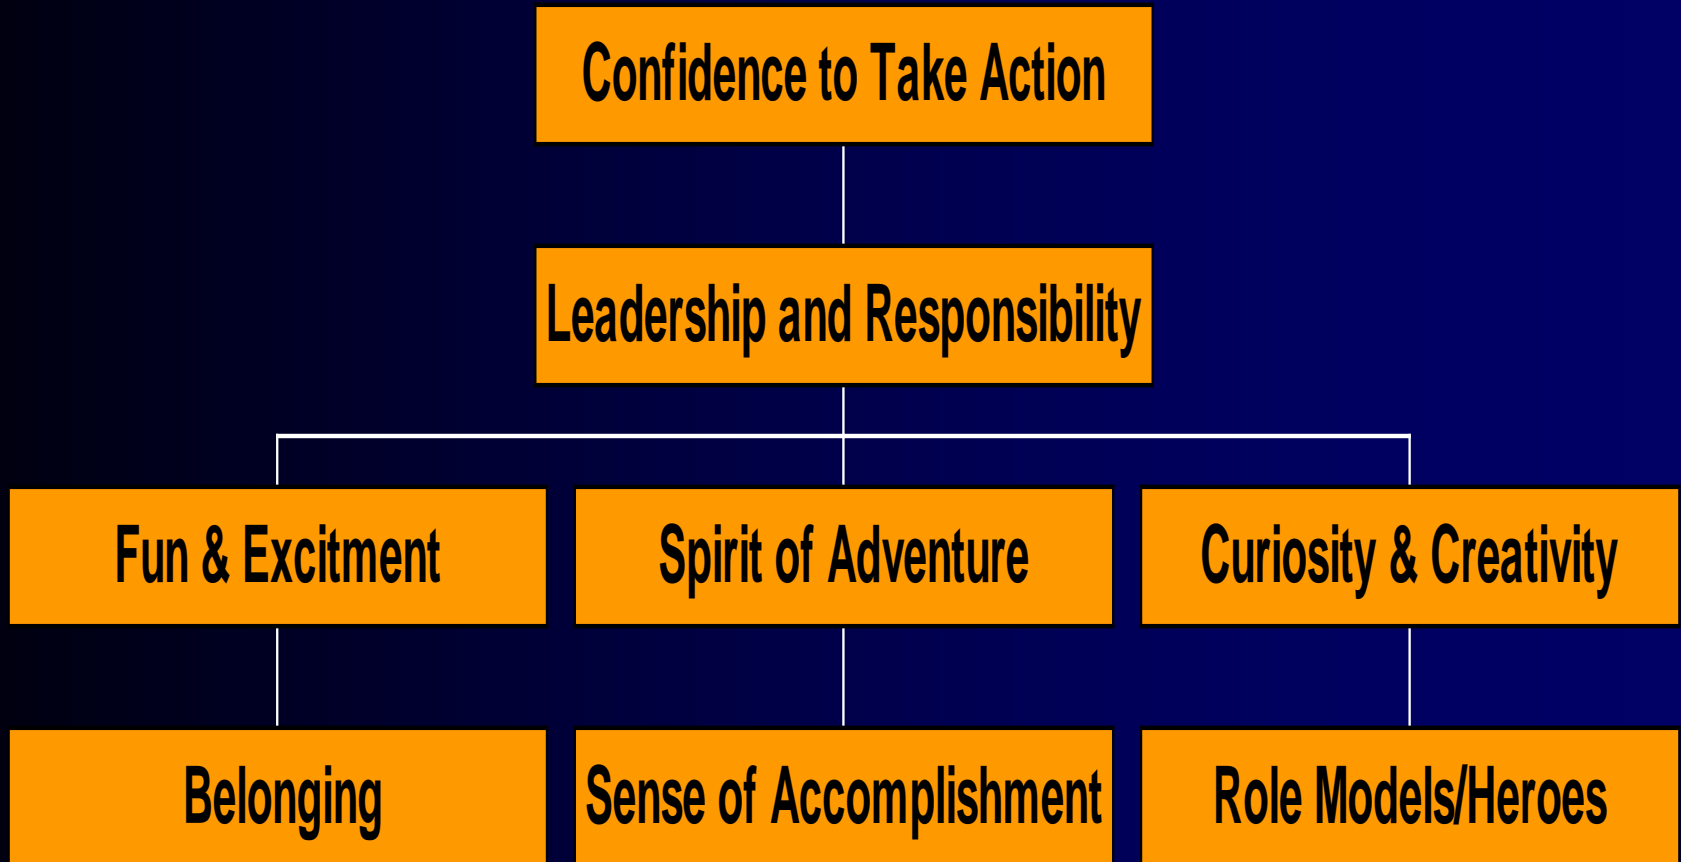 Confidence to Take Action
Leadership and Responsibility
Fun & Excitment
Spirit of Adventure
Curiosity & Creativity
Belonging
Sense of Accomplishment
Role Models/Heroes